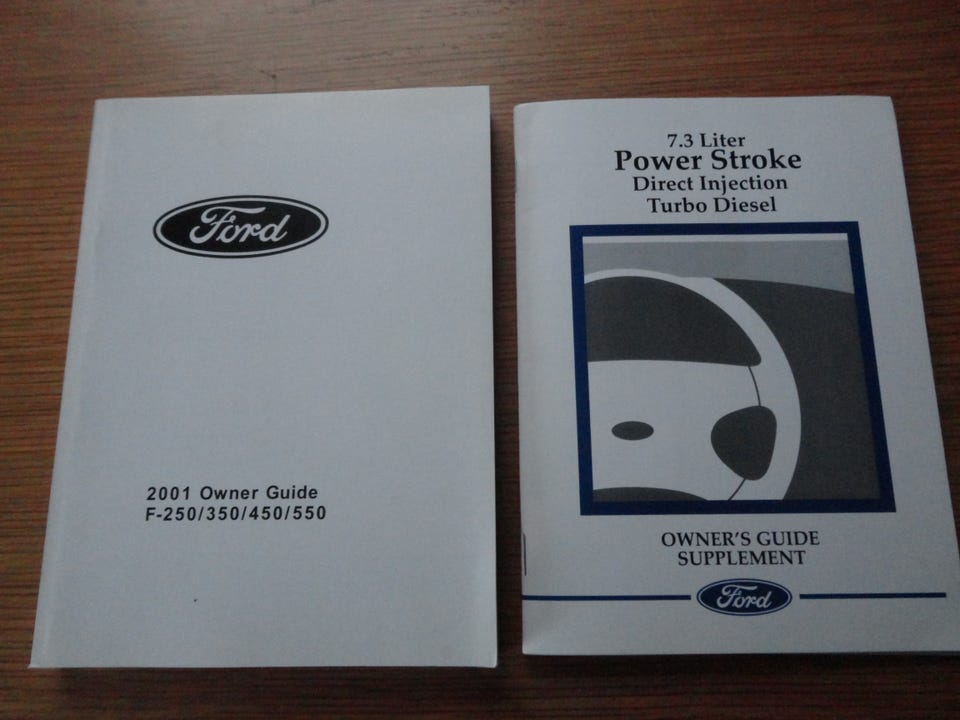 Ford
2001 Owner Guide
F-250/350/450/550
7.3 Liter
Power Stroke
Direct Injection
Turbo Diesel
OWNER'S GUIDE
SUPPLEMENT
Ford